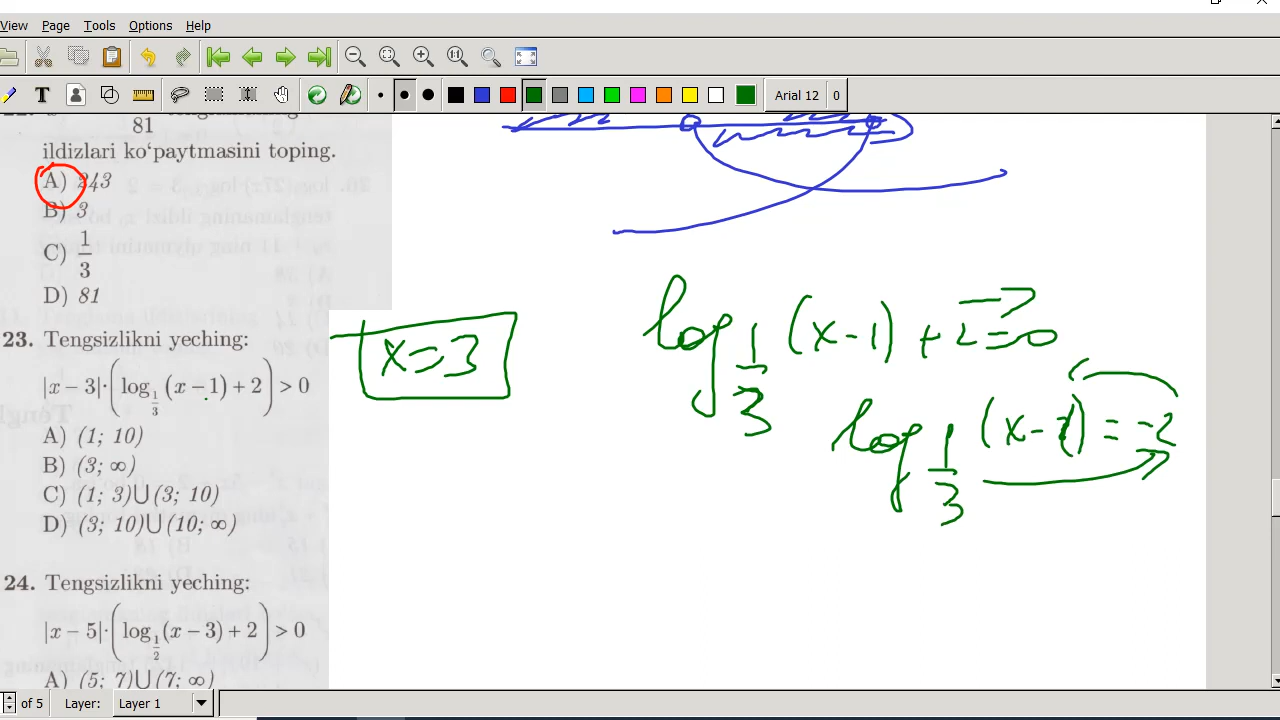 View Page Tools Options Help
Arial 12 0
81
ildizlari ko‘paytmasini toping.
A) 243
B) 3
C) 1/3
D) 81
23. Tengsizlikni yeching:
|x − 3|·(log_{1/3} (x − 1) + 2) > 0
A) (1; 10)
B) (3; ∞)
C) (1; 3)⋃(3; 10)
D) (3; 10)⋃(10; ∞)
24. Tengsizlikni yeching:
|x − 5|·(log_{1/2}(x − 3) + 2) > 0
A) (5; 7)⋃(7; ∞)
x=3
log_{1/3} (x-1) + 2=0
log_{1/3} (x-1) = -2
of 5 Layer: Layer 1